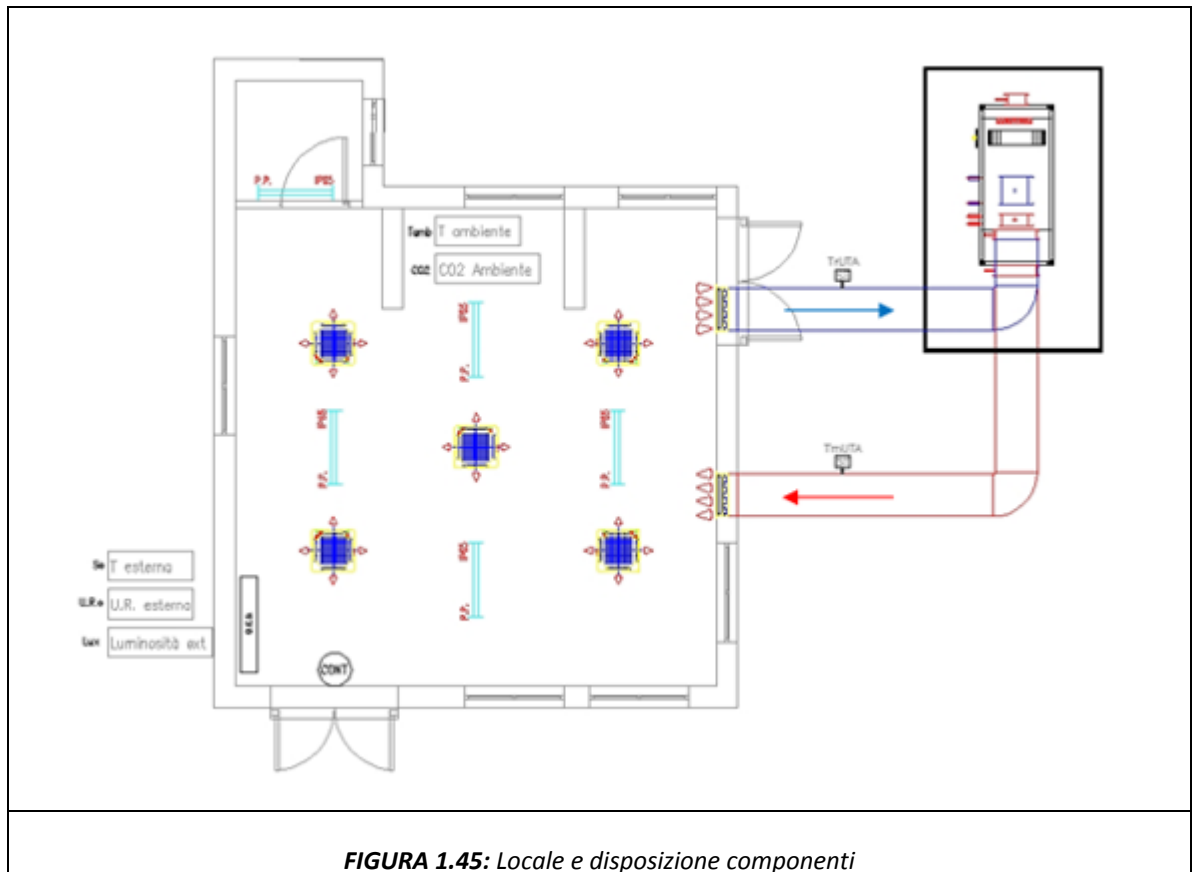 P.P. IP65
Tamb T ambiente
CO2 CO2 Ambiente
TrUTA
IP65
P.P.
IP65
P.P.
IP65
P.P.
TmUTA
IP65
P.P.
Se T esterna
U.R.e U.R. esterna
Lux Luminosità ext
CONT
FIGURA 1.45: Locale e disposizione componenti